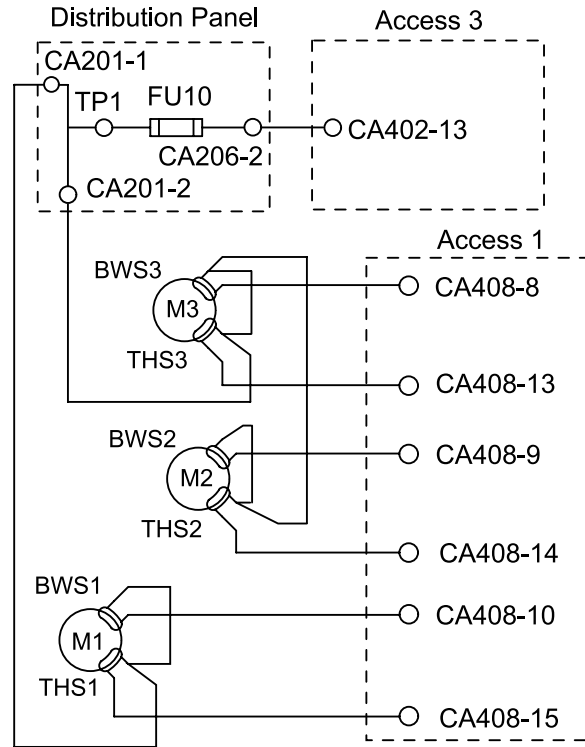 Distribution Panel
Access 3
CA201-1
TP1
FU10
CA402-13
CA206-2
CA201-2
Access 1
BWS3
CA408-8
M3
THS3
CA408-13
BWS2
CA408-9
M2
THS2
CA408-14
BWS1
CA408-10
M1
THS1
CA408-15